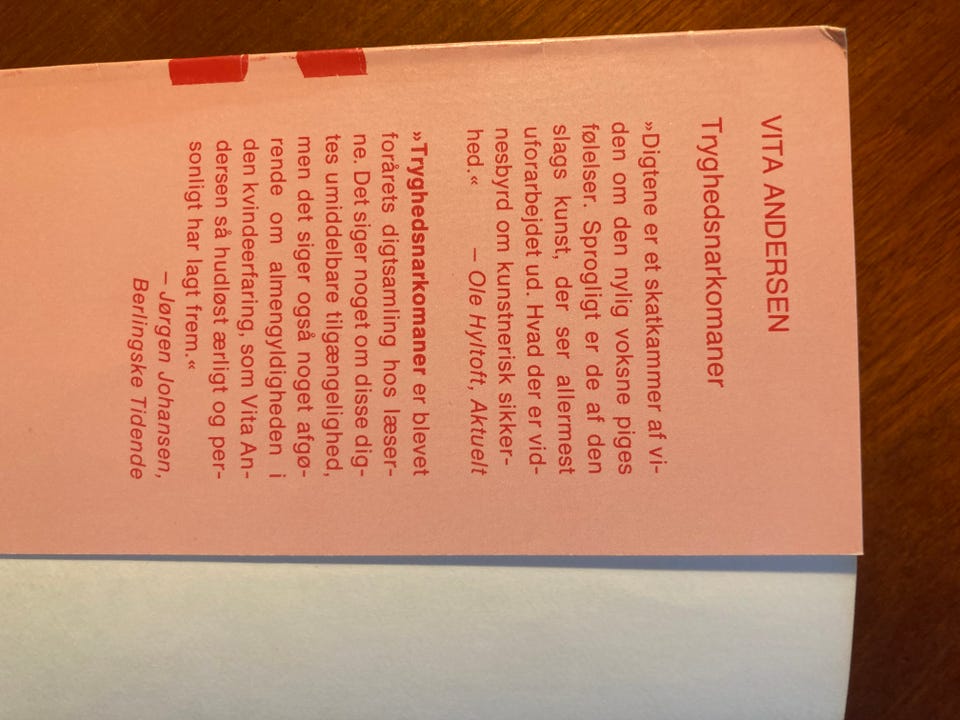 VITA ANDERSEN
Tryghedsnarkomaner
»Digtene er et skatkammer af vi-
den om den nylig voksne piges
følelser. Sprogligt er de af den
slags kunst, der ser allermest
uforarbejdet ud. Hvad der er vid-
nesbyrd om kunstnerisk sikker-
hed.« – Ole Hyltoft, Aktuelt
»Tryghedsnarkomaner er blevet
forårets digtsamling hos læser-
ne. Det siger noget om disse dig-
tes umiddelbare tilgængelighed,
men det siger også noget afgø-
rende om almengyldigheden i
den kvindeerfaring, som Vita An-
dersen så hudløst ærligt og per-
sonligt har lagt frem.«
– Jørgen Johansen,
Berlingske Tidende